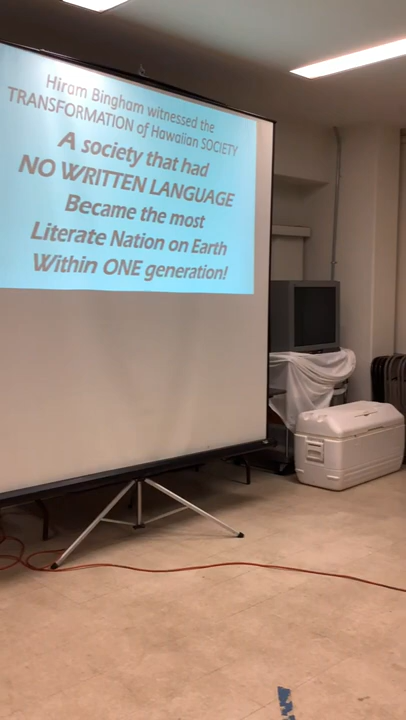 Hiram Bingham witnessed the
TRANSFORMATION of Hawaiian SOCIETY
A society that had
NO WRITTEN LANGUAGE
Became the most
Literate Nation on Earth
Within ONE generation!